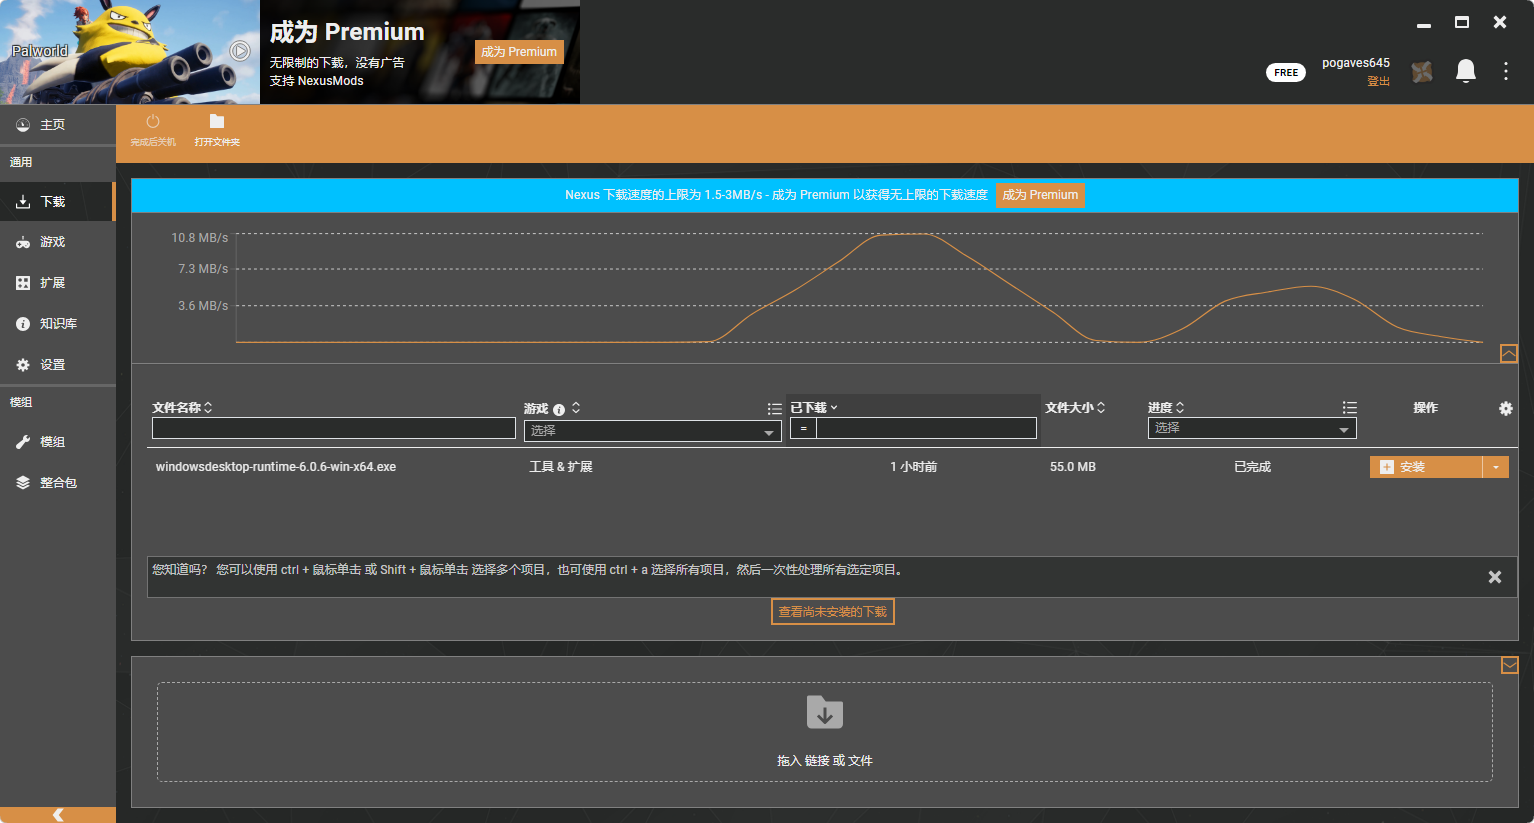 Palworld
成为 Premium
无限制的下载，没有广告
支持 NexusMods
成为 Premium
FREE
pogaves645
登出
主页
通用
下载
游戏
扩展
知识库
设置
模组
模组
整合包
完成后关机
打开文件夹
Nexus 下载速度的上限为 1.5-3MB/s - 成为 Premium 以获得无上限的下载速度
成为 Premium
10.8 MB/s
7.3 MB/s
3.6 MB/s
文件名称
游戏
选择
已下载
=
文件大小
进度
选择
操作
windowsdesktop-runtime-6.0.6-win-x64.exe
工具 & 扩展
1 小时前
55.0 MB
已完成
安装
您知道吗？ 您可以使用 ctrl + 鼠标单击 或 Shift + 鼠标单击 选择多个项目，也可使用 ctrl + a 选择所有项目，然后一次性处理所有选定项目。
查看尚未安装的下载
拖入 链接 或 文件